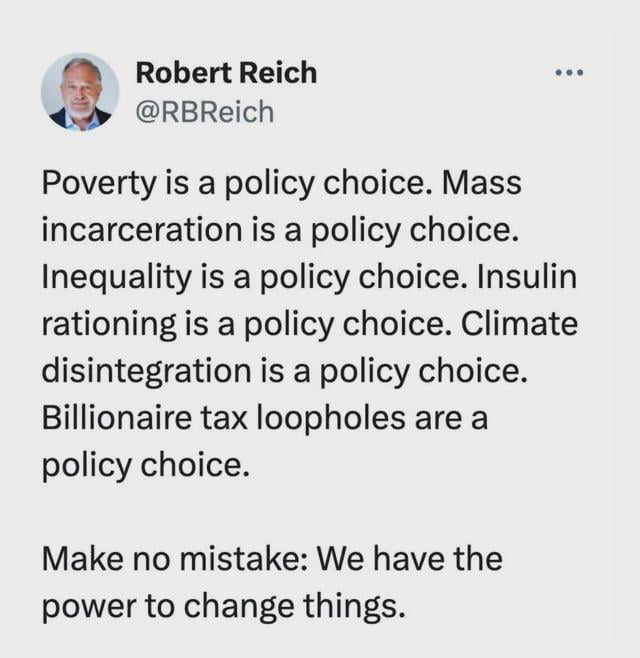 Robert Reich
@RBReich
Poverty is a policy choice. Mass
incarceration is a policy choice.
Inequality is a policy choice. Insulin
rationing is a policy choice. Climate
disintegration is a policy choice.
Billionaire tax loopholes are a
policy choice.
Make no mistake: We have the
power to change things.